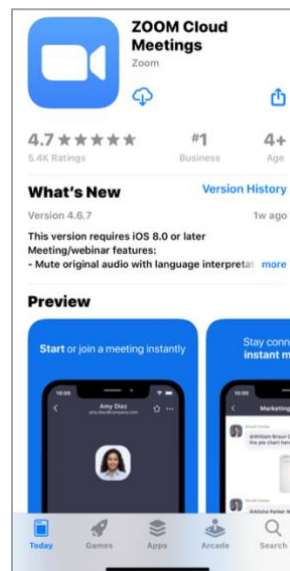 ZOOM Cloud
Meetings
Zoom
4.7 ★★★★★ #1 4+
5.4K Ratings Business Age
What's New Version History
Version 4.6.7 1w ago
This version requires iOS 8.0 or later
Meeting/webinar features:
- Mute original audio with language interpretat more
Preview
Start or join a meeting instantly
Stay conn
instant m
Amy Diaz
Marketing
Today Games Apps Arcade Search